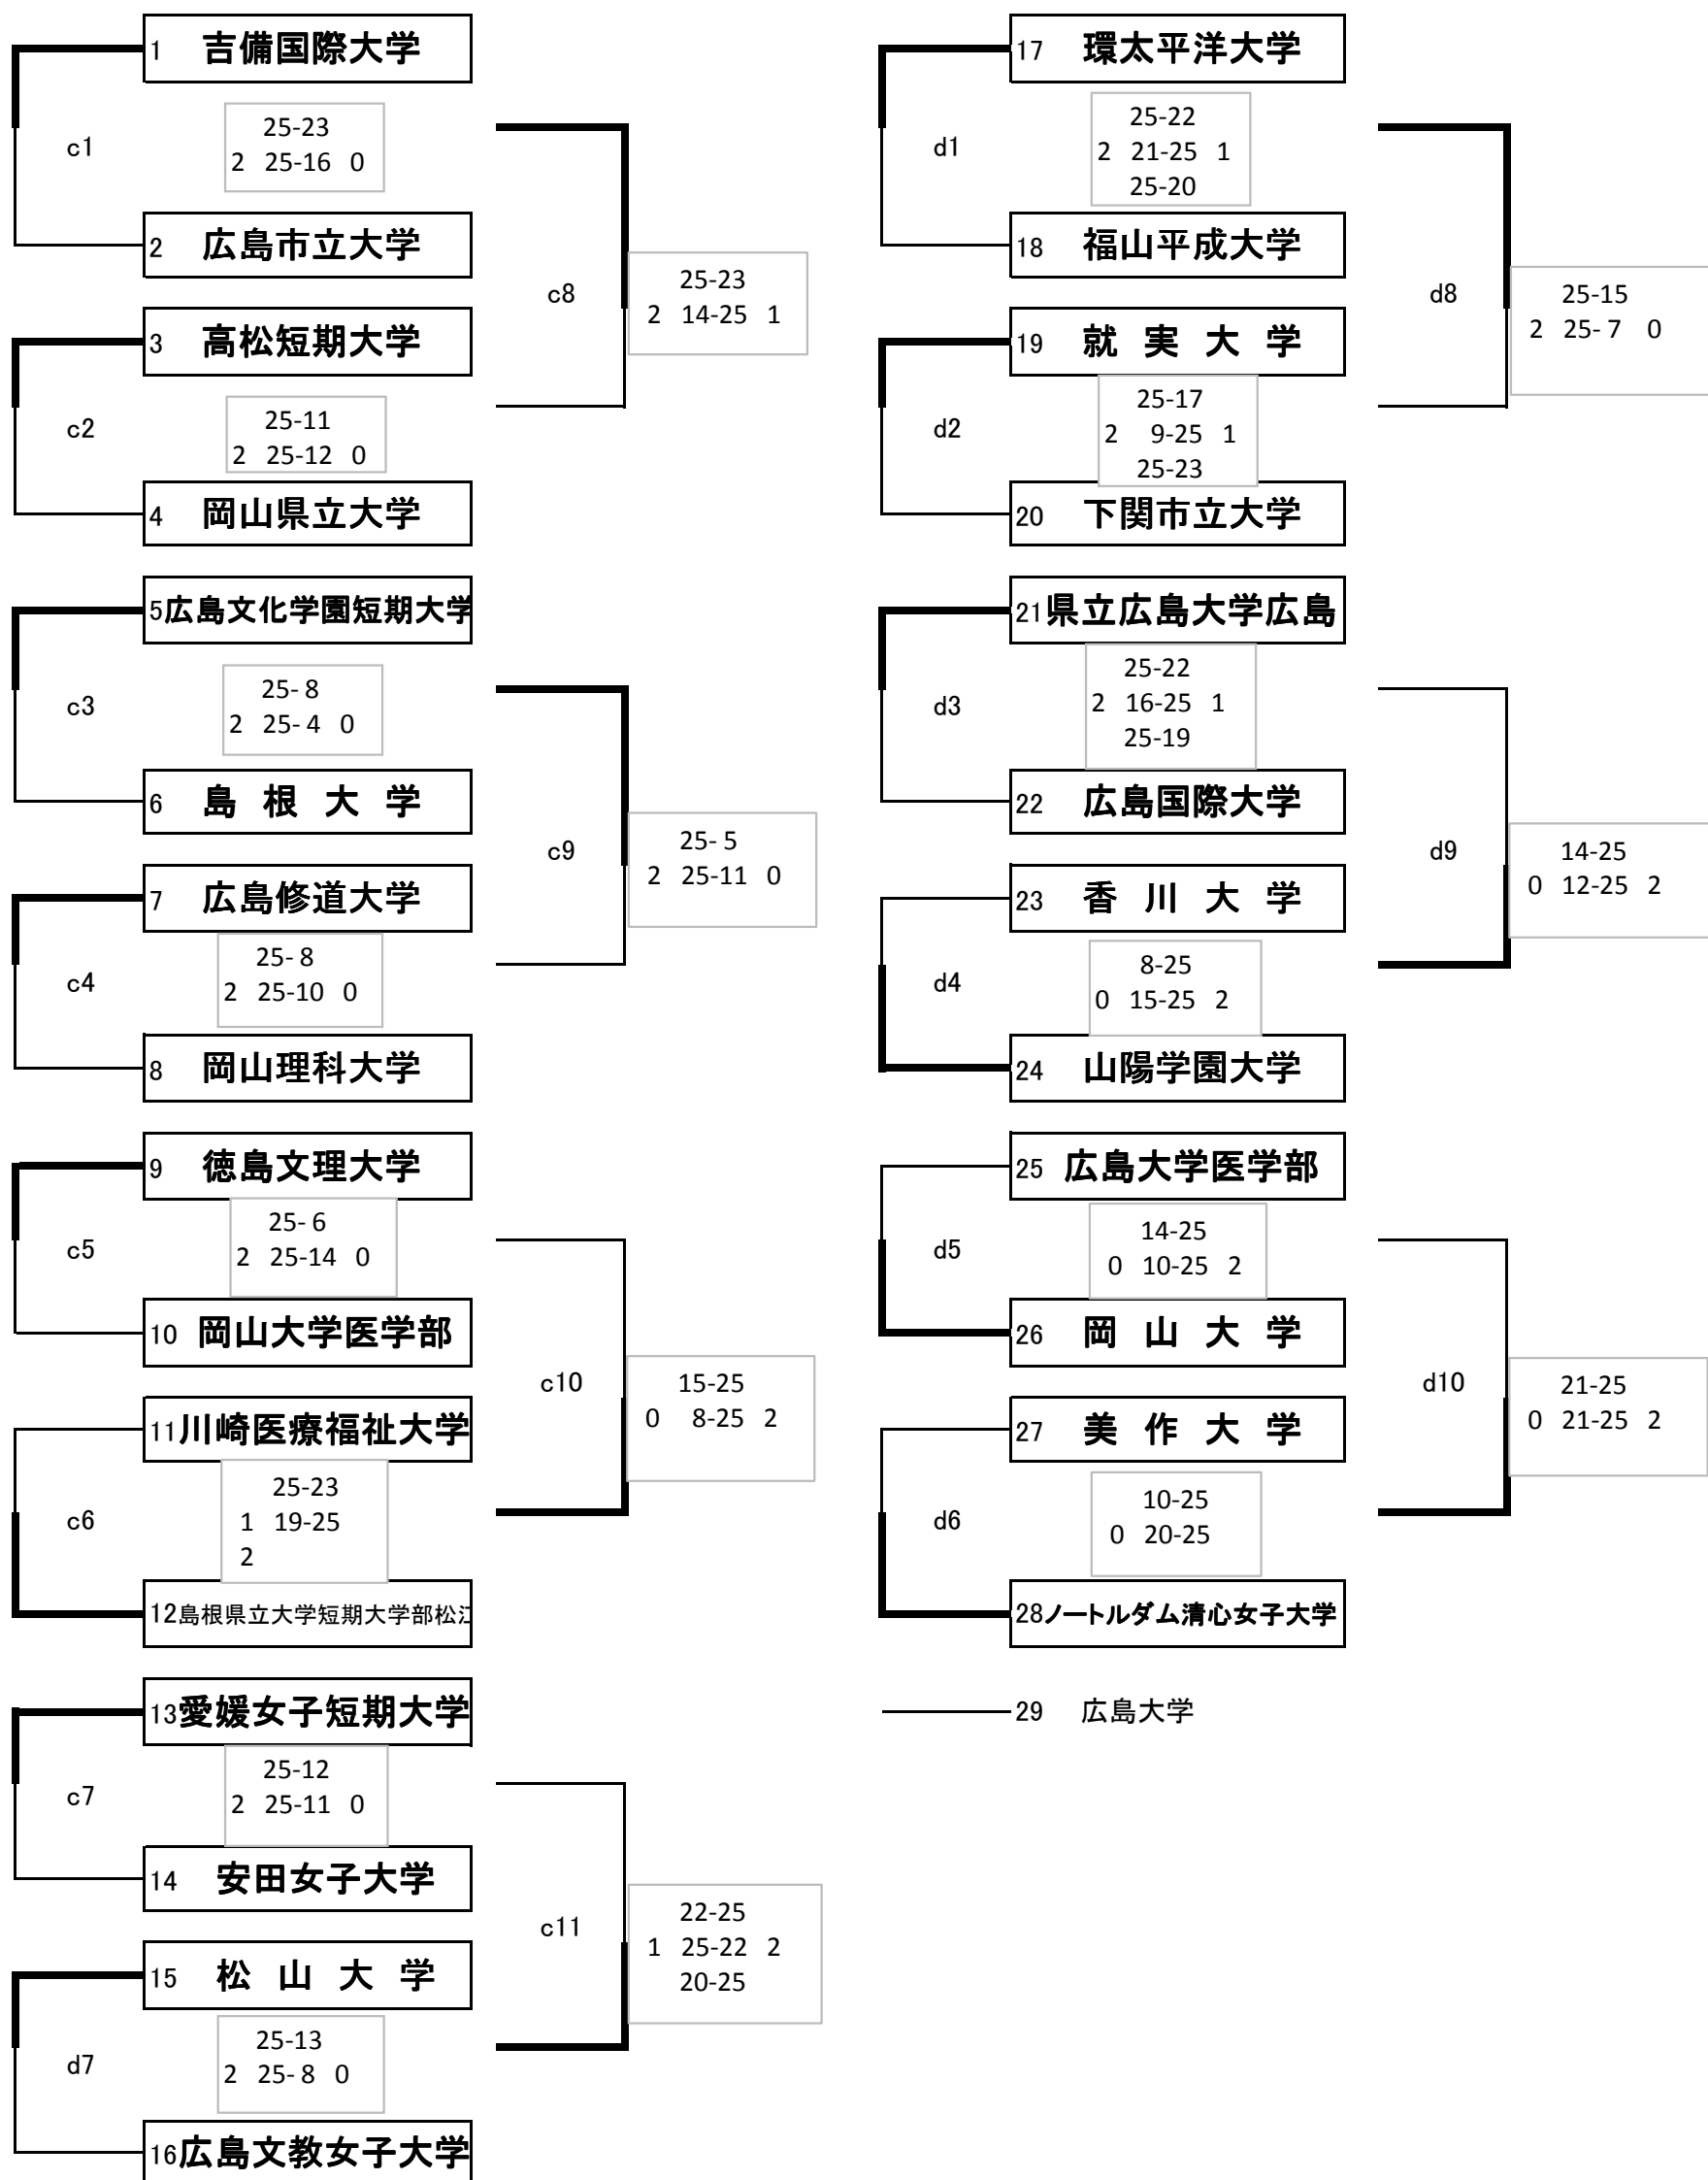 1 吉備国際大学
c1
25-23
2 25-16 0
2 広島市立大学
3 高松短期大学
c2
25-11
2 25-12 0
4 岡山県立大学
c8
25-23
2 14-25 1
5広島文化学園短期大学
c3
25- 8
2 25- 4 0
6 島 根 大 学
7 広島修道大学
c4
25- 8
2 25-10 0
8 岡山理科大学
c9
25- 5
2 25-11 0
9 徳島文理大学
c5
25- 6
2 25-14 0
10 岡山大学医学部
11川崎医療福祉大学
c6
25-23
1 19-25
2
12島根県立大学短期大学部松江
c10
15-25
0 8-25 2
13愛媛女子短期大学
c7
25-12
2 25-11 0
14 安田女子大学
15 松 山 大 学
d7
25-13
2 25- 8 0
16広島文教女子大学
c11
22-25
1 25-22 2
20-25
17 環太平洋大学
d1
25-22
2 21-25 1
25-20
18 福山平成大学
19 就 実 大 学
d2
25-17
2 9-25 1
25-23
20 下関市立大学
d8
25-15
2 25- 7 0
21県立広島大学広島
d3
25-22
2 16-25 1
25-19
22 広島国際大学
23 香 川 大 学
d4
8-25
0 15-25 2
24 山陽学園大学
d9
14-25
0 12-25 2
25 広島大学医学部
d5
14-25
0 10-25 2
26 岡 山 大 学
27 美 作 大 学
d6
10-25
0 20-25
28ノートルダム清心女子大学
d10
21-25
0 21-25 2
29 広島大学